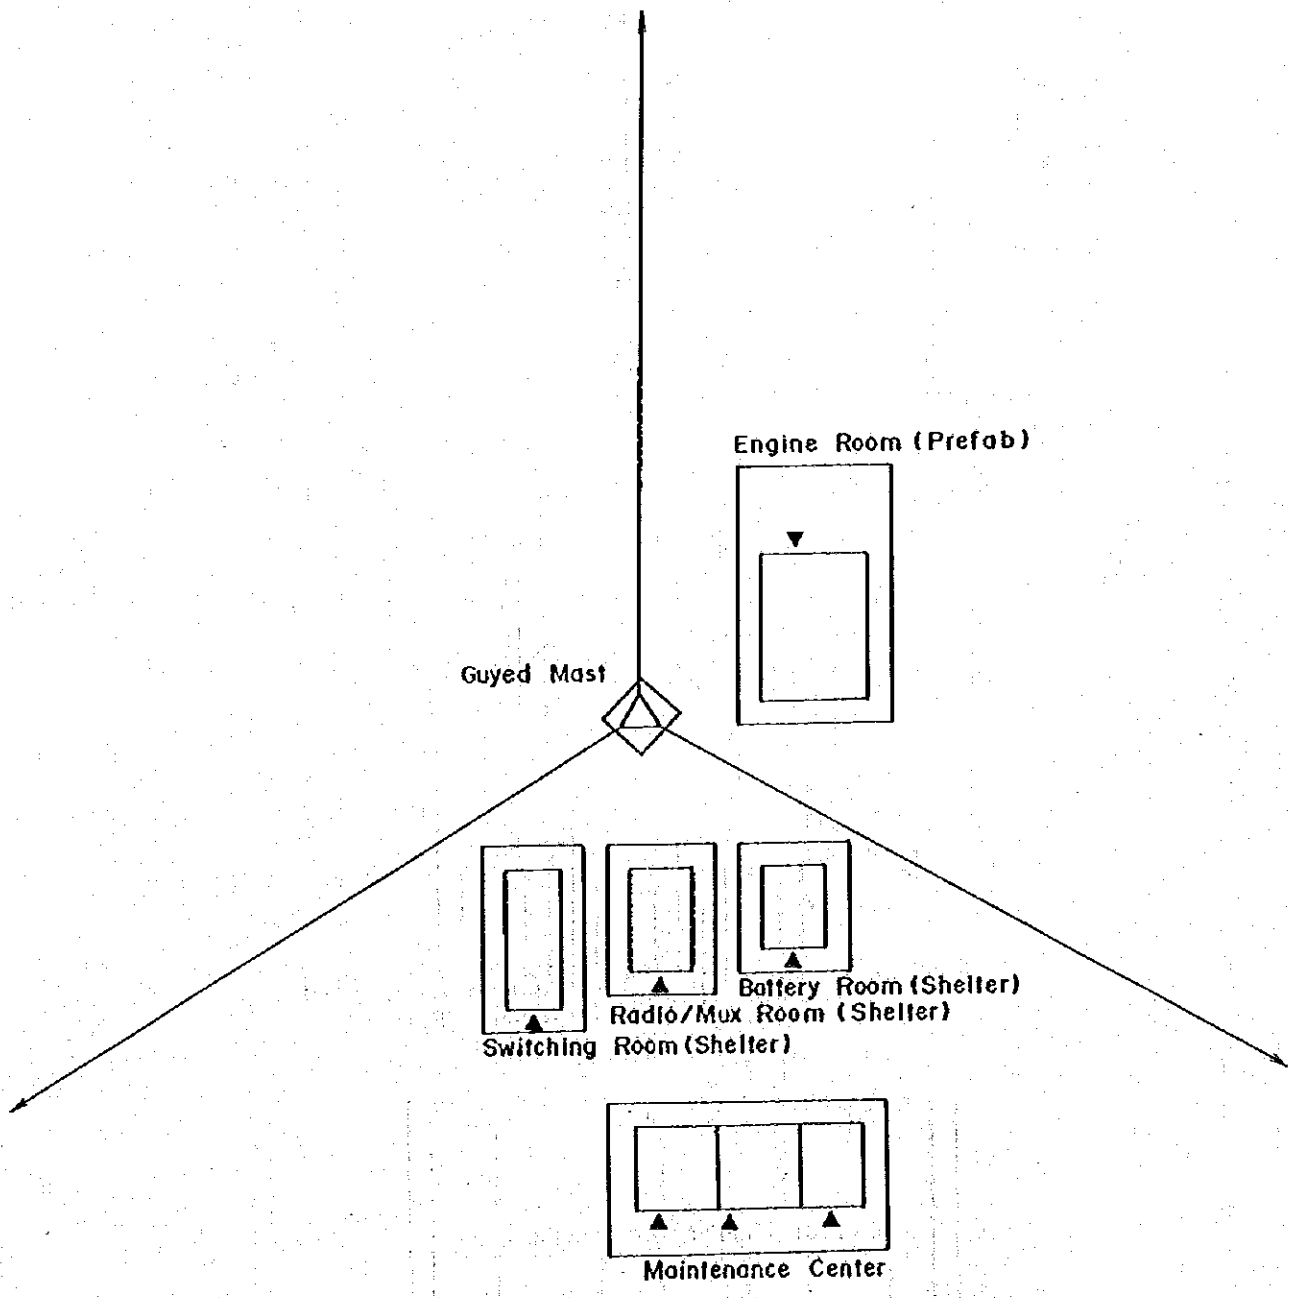 Engine Room (Prefab)
Guyed Mast
Battery Room (Shelter)
Radio/Mux Room (Shelter)
Switching Room (Shelter)
Maintenance Center